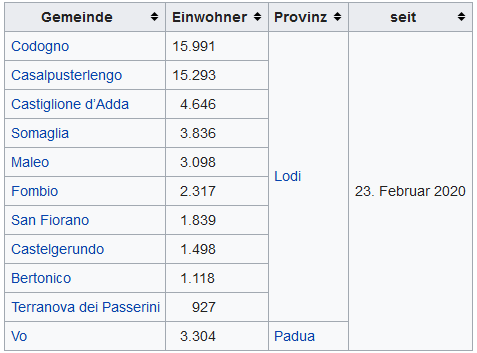 Gemeinde Einwohner Provinz seit
Codogno 15.991
Casalpusterlengo 15.293
Castiglione d’Adda 4.646
Somaglia 3.836
Maleo 3.098
Lodi
Fombio 2.317
23. Februar 2020
San Fiorano 1.839
Castelgerundo 1.498
Bertonico 1.118
Terranova dei Passerini 927
Vo 3.304 Padua